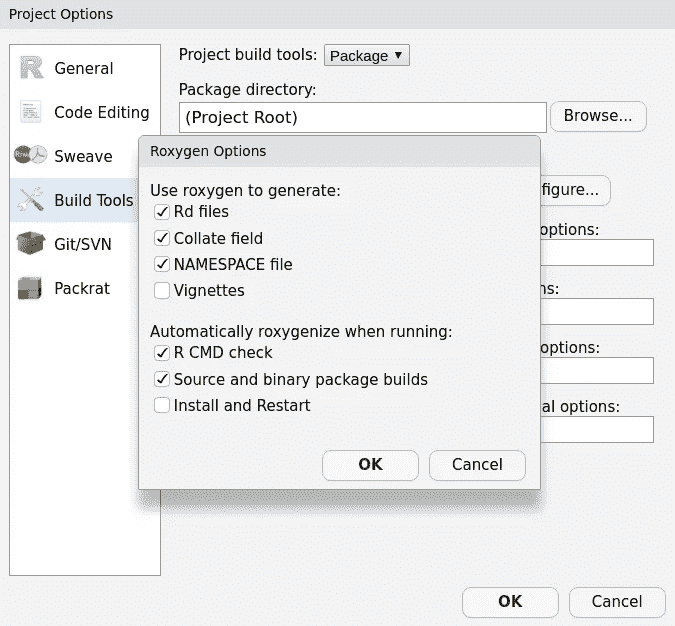 Project Options
General
Code Editing
Sweave
Build Tools
Git/SVN
Packrat
Project build tools: Package
Package directory:
(Project Root) Browse...
figure...
options:
ns:
options:
al options:
Roxygen Options
Use roxygen to generate:
Rd files
Collate field
NAMESPACE file
Vignettes
Automatically roxygenize when running:
R CMD check
Source and binary package builds
Install and Restart
OK Cancel
OK Cancel